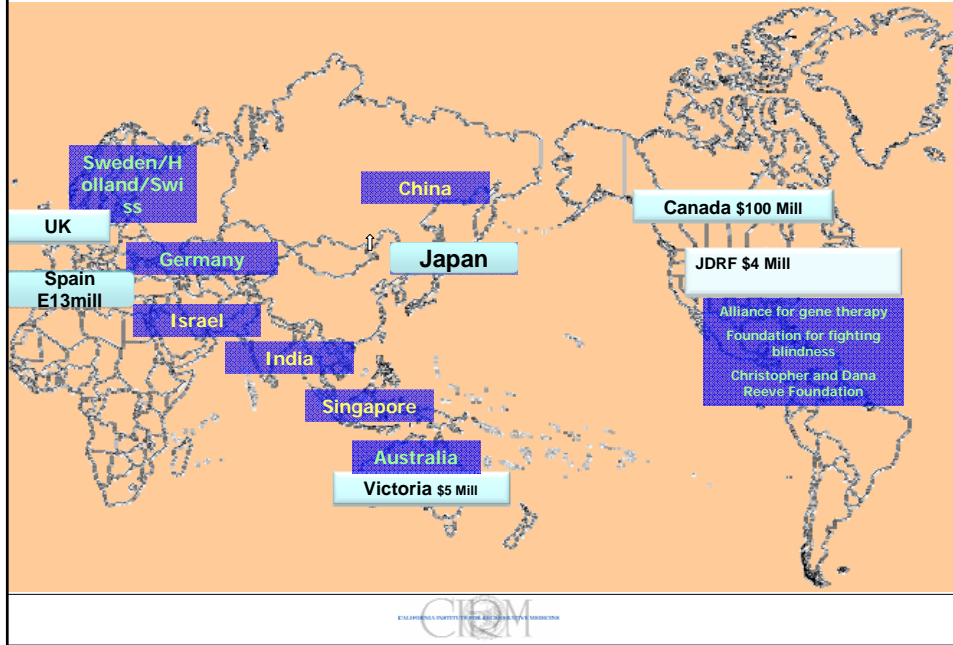 Sweden/H
olland/Swi
ss
China
UK
Canada $100 Mill
Germany
Japan
JDRF $4 Mill
Spain
E13mill
Israel
Alliance for gene therapy
Foundation for fighting
blindness
Christopher and Dana
Reeve Foundation
India
Singapore
Australia
Victoria $5 Mill
CIRM
CALIFORNIA INSTITUTE FOR REGENERATIVE MEDICINE